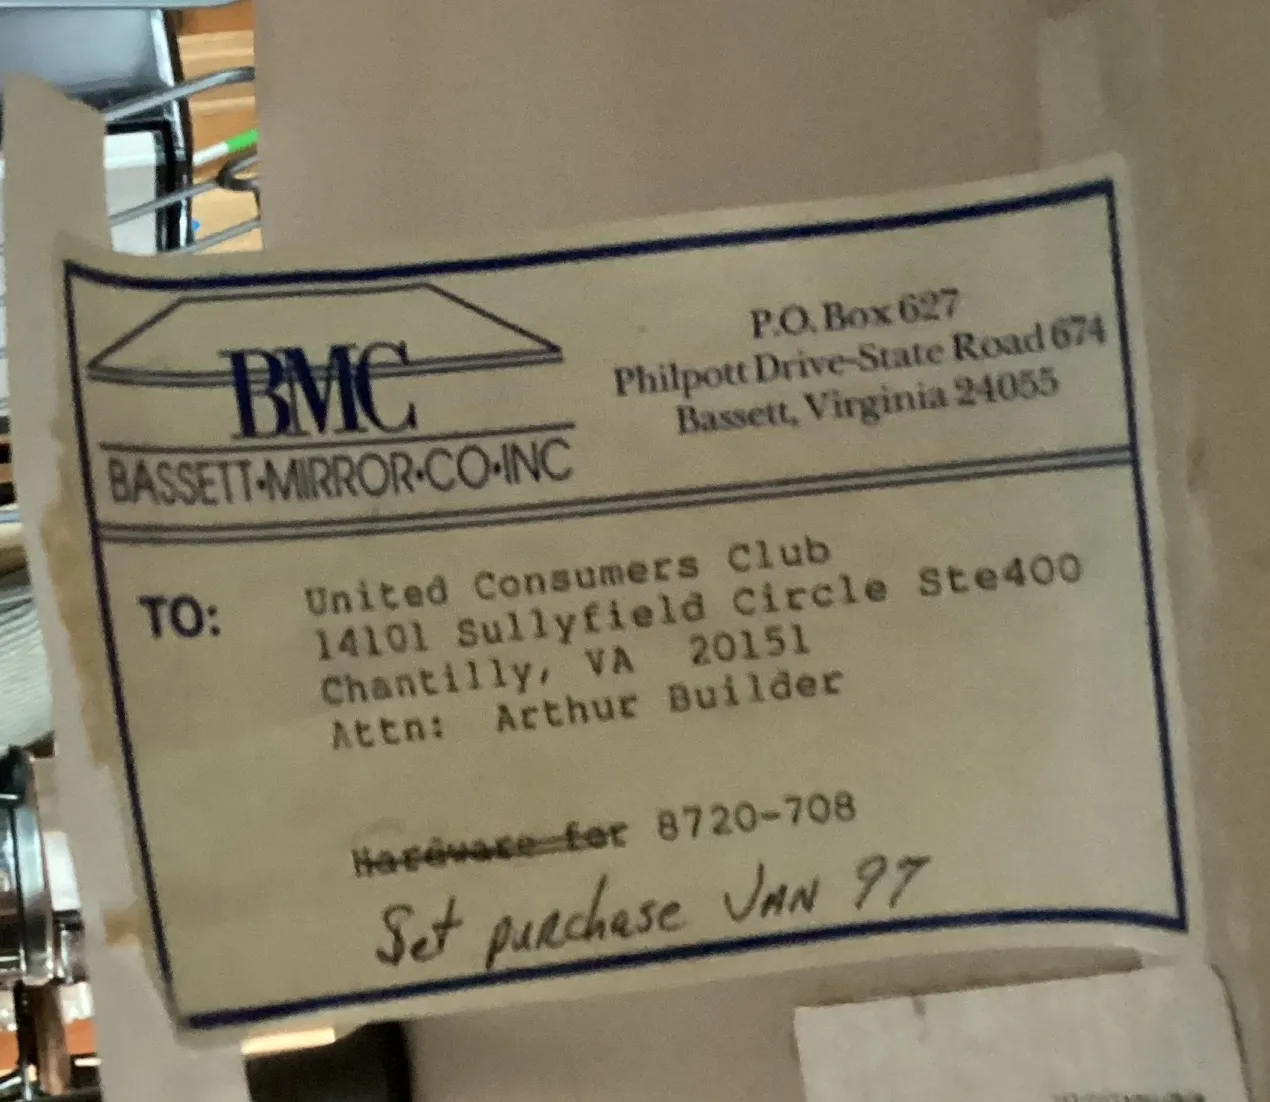 BMC
BASSETT•MIRROR•CO•INC
P.O. Box 627
Philpott Drive-State Road 674
Bassett, Virginia 24055
TO:
United Consumers Club
14101 Sullyfield Circle Ste400
Chantilly, VA 20151
Attn: Arthur Builder
Hardware for 8720-708
Set purchase JAN 97